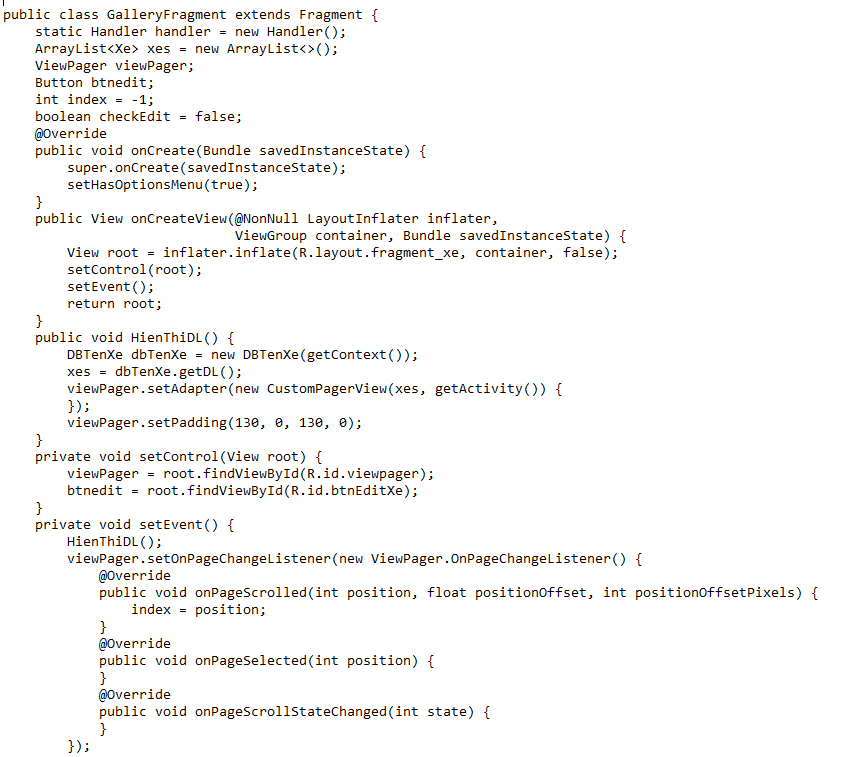 public class GalleryFragment extends Fragment {
    static Handler handler = new Handler();
    ArrayList<Xe> xes = new ArrayList<>();
    ViewPager viewPager;
    Button btnedit;
    int index = -1;
    boolean checkEdit = false;
    @Override
    public void onCreate(Bundle savedInstanceState) {
        super.onCreate(savedInstanceState);
        setHasOptionsMenu(true);
    }
    public View onCreateView(@NonNull LayoutInflater inflater,
                             ViewGroup container, Bundle savedInstanceState) {
        View root = inflater.inflate(R.layout.fragment_xe, container, false);
        setControl(root);
        setEvent();
        return root;
    }
    public void HienThiDL() {
        DBTenXe dbTenXe = new DBTenXe(getContext());
        xes = dbTenXe.getDL();
        viewPager.setAdapter(new CustomPagerView(xes, getActivity()) {
        });
        viewPager.setPadding(130, 0, 130, 0);
    }
    private void setControl(View root) {
        viewPager = root.findViewById(R.id.viewpager);
        btnedit = root.findViewById(R.id.btnEditXe);
    }
    private void setEvent() {
        HienThiDL();
        viewPager.setOnPageChangeListener(new ViewPager.OnPageChangeListener() {
            @Override
            public void onPageScrolled(int position, float positionOffset, int positionOffsetPixels) {
                index = position;
            }
            @Override
            public void onPageSelected(int position) {
            }
            @Override
            public void onPageScrollStateChanged(int state) {
            }
        });